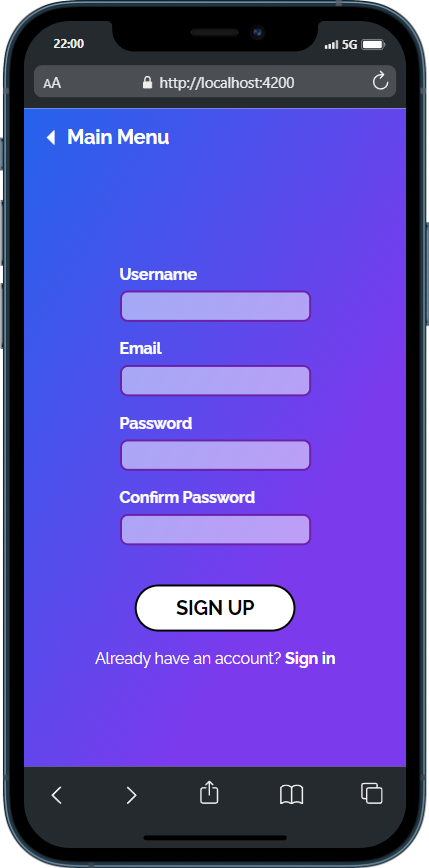 22:00
5G
AA
http://localhost:4200
Main Menu
Username
Email
Password
Confirm Password
SIGN UP
Already have an account? Sign in